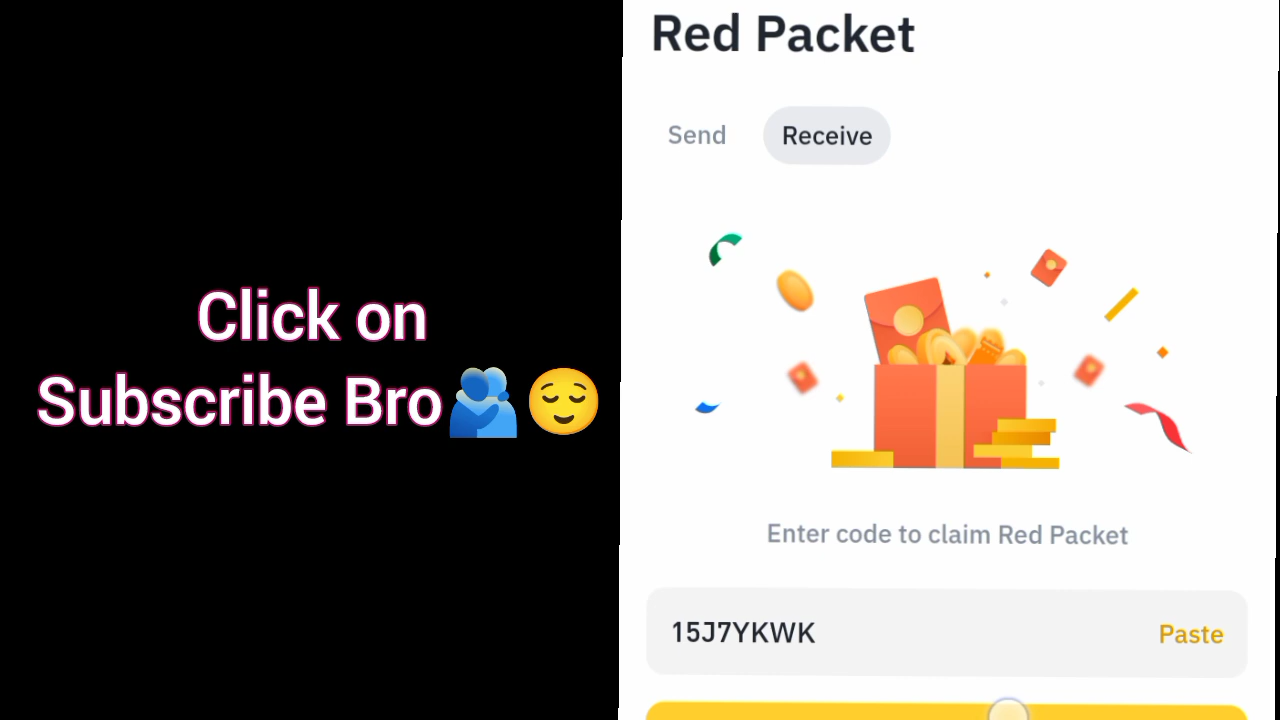 Click on
Subscribe Bro🫂😌
Red Packet
Send
Receive
Enter code to claim Red Packet
15J7YKWK
Paste